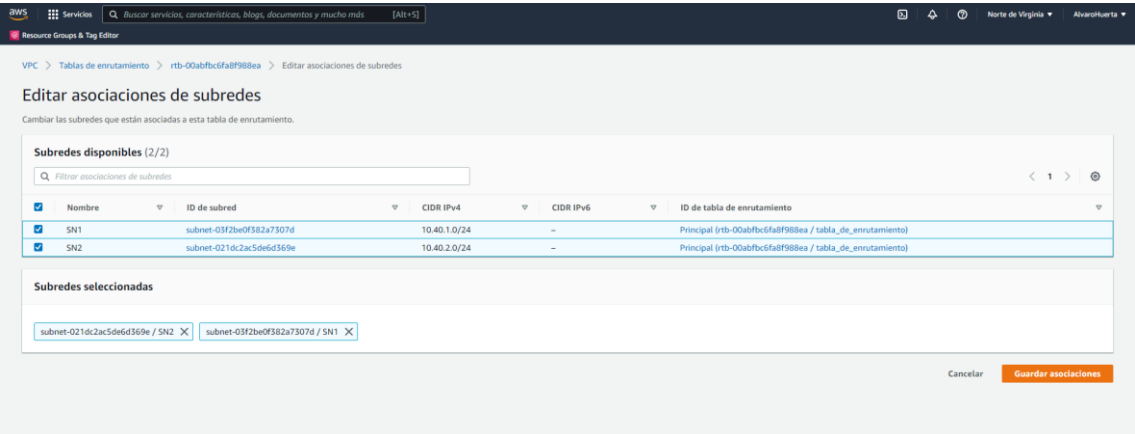 aws Servicios Buscar servicios, características, blogs, documentos y mucho más [Alt+S] Norte de Virginia AlvaroHuerta
Resource Groups & Tag Editor
VPC > Tablas de enrutamiento > rtb-00abfbc6fa8f988ea > Editar asociaciones de subredes
Editar asociaciones de subredes
Cambiar las subredes que están asociadas a esta tabla de enrutamiento.
Subredes disponibles (2/2)
Filtrar asociaciones de subredes
< 1 >
Nombre ID de subred CIDR IPv4 CIDR IPv6 ID de tabla de enrutamiento
SN1 subnet-03f2be0f382a7307d 10.40.1.0/24 – Principal (rtb-00abfbc6fa8f988ea / tabla_de_enrutamiento)
SN2 subnet-021dc2ac5de6d369e 10.40.2.0/24 – Principal (rtb-00abfbc6fa8f988ea / tabla_de_enrutamiento)
Subredes seleccionadas
subnet-021dc2ac5de6d369e / SN2 X subnet-03f2be0f382a7307d / SN1 X
Cancelar Guardar asociaciones